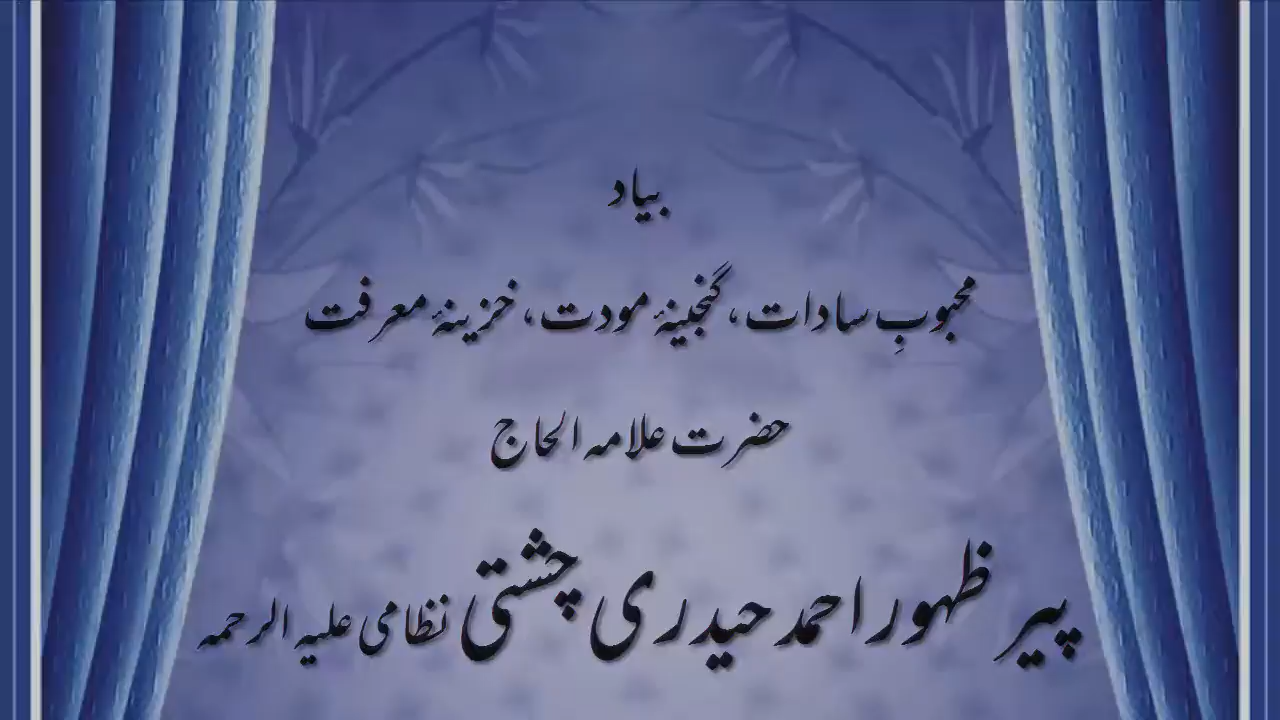 بیاد
محبوبِ سادات، گنجینۂ مودت، خزینۂ معرفت
حضرت علامہ الحاج
پیر ظہور احمد حیدری چشتی نظامی علیہ الرحمہ